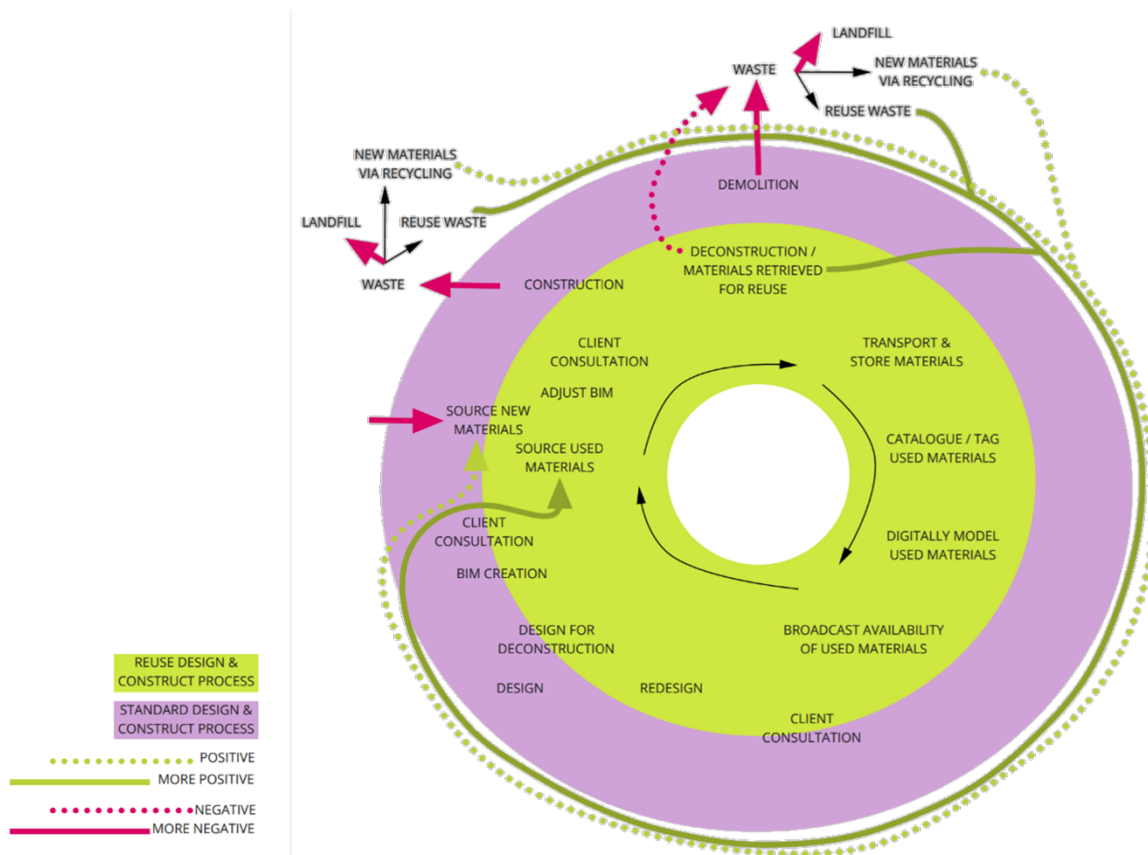 LANDFILL
WASTE
NEW MATERIALS
VIA RECYCLING
REUSE WASTE
NEW MATERIALS
VIA RECYCLING
LANDFILL
REUSE WASTE
WASTE
DEMOLITION
DECONSTRUCTION /
MATERIALS RETRIEVED
FOR REUSE
CONSTRUCTION
CLIENT
CONSULTATION
ADJUST BIM
TRANSPORT &
STORE MATERIALS
SOURCE NEW
MATERIALS
SOURCE USED
MATERIALS
CATALOGUE / TAG
USED MATERIALS
CLIENT
CONSULTATION
BIM CREATION
DIGITALLY MODEL
USED MATERIALS
DESIGN FOR
DECONSTRUCTION
BROADCAST AVAILABILITY
OF USED MATERIALS
DESIGN
REDESIGN
CLIENT
CONSULTATION
REUSE DESIGN &
CONSTRUCT PROCESS
STANDARD DESIGN &
CONSTRUCT PROCESS
POSITIVE
MORE POSITIVE
NEGATIVE
MORE NEGATIVE